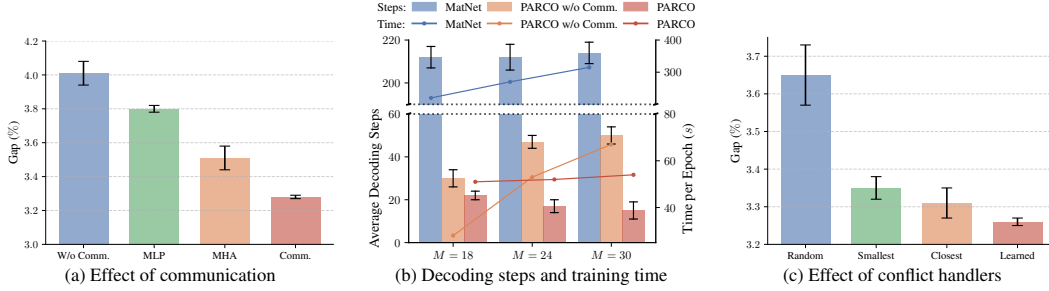 4.2
4.0
3.8
3.6
3.4
3.2
3.0
Gap (%)
W/o Comm.
MLP
MHA
Comm.
(a) Effect of communication
Steps: MatNet PARCO w/o Comm. PARCO
Time: MatNet PARCO w/o Comm. PARCO
220
200
60
40
20
0
Average Decoding Steps
400
300
80
60
40
Time per Epoch (s)
M = 18
M = 24
M = 30
(b) Decoding steps and training time
3.7
3.6
3.5
3.4
3.3
3.2
Gap (%)
Random
Smallest
Closest
Learned
(c) Effect of conflict handlers